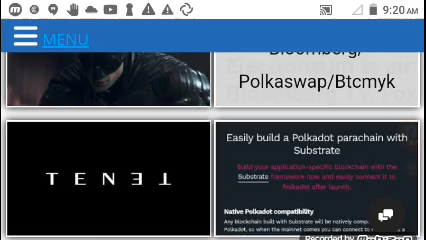 9:20 AM
MENU
Bloomberg/
Polkaswap/Btcmyk
TENET
Easily build a Polkadot parachain with
Substrate
Build your application-specific blockchain with the
Substrate framework now and easily connect it to
Polkadot after launch.
Native Polkadot compatibility
Any blockchain built with Substrate will be natively compatible with
Polkadot, so when the mainnet comes you can connect to
Recorded by